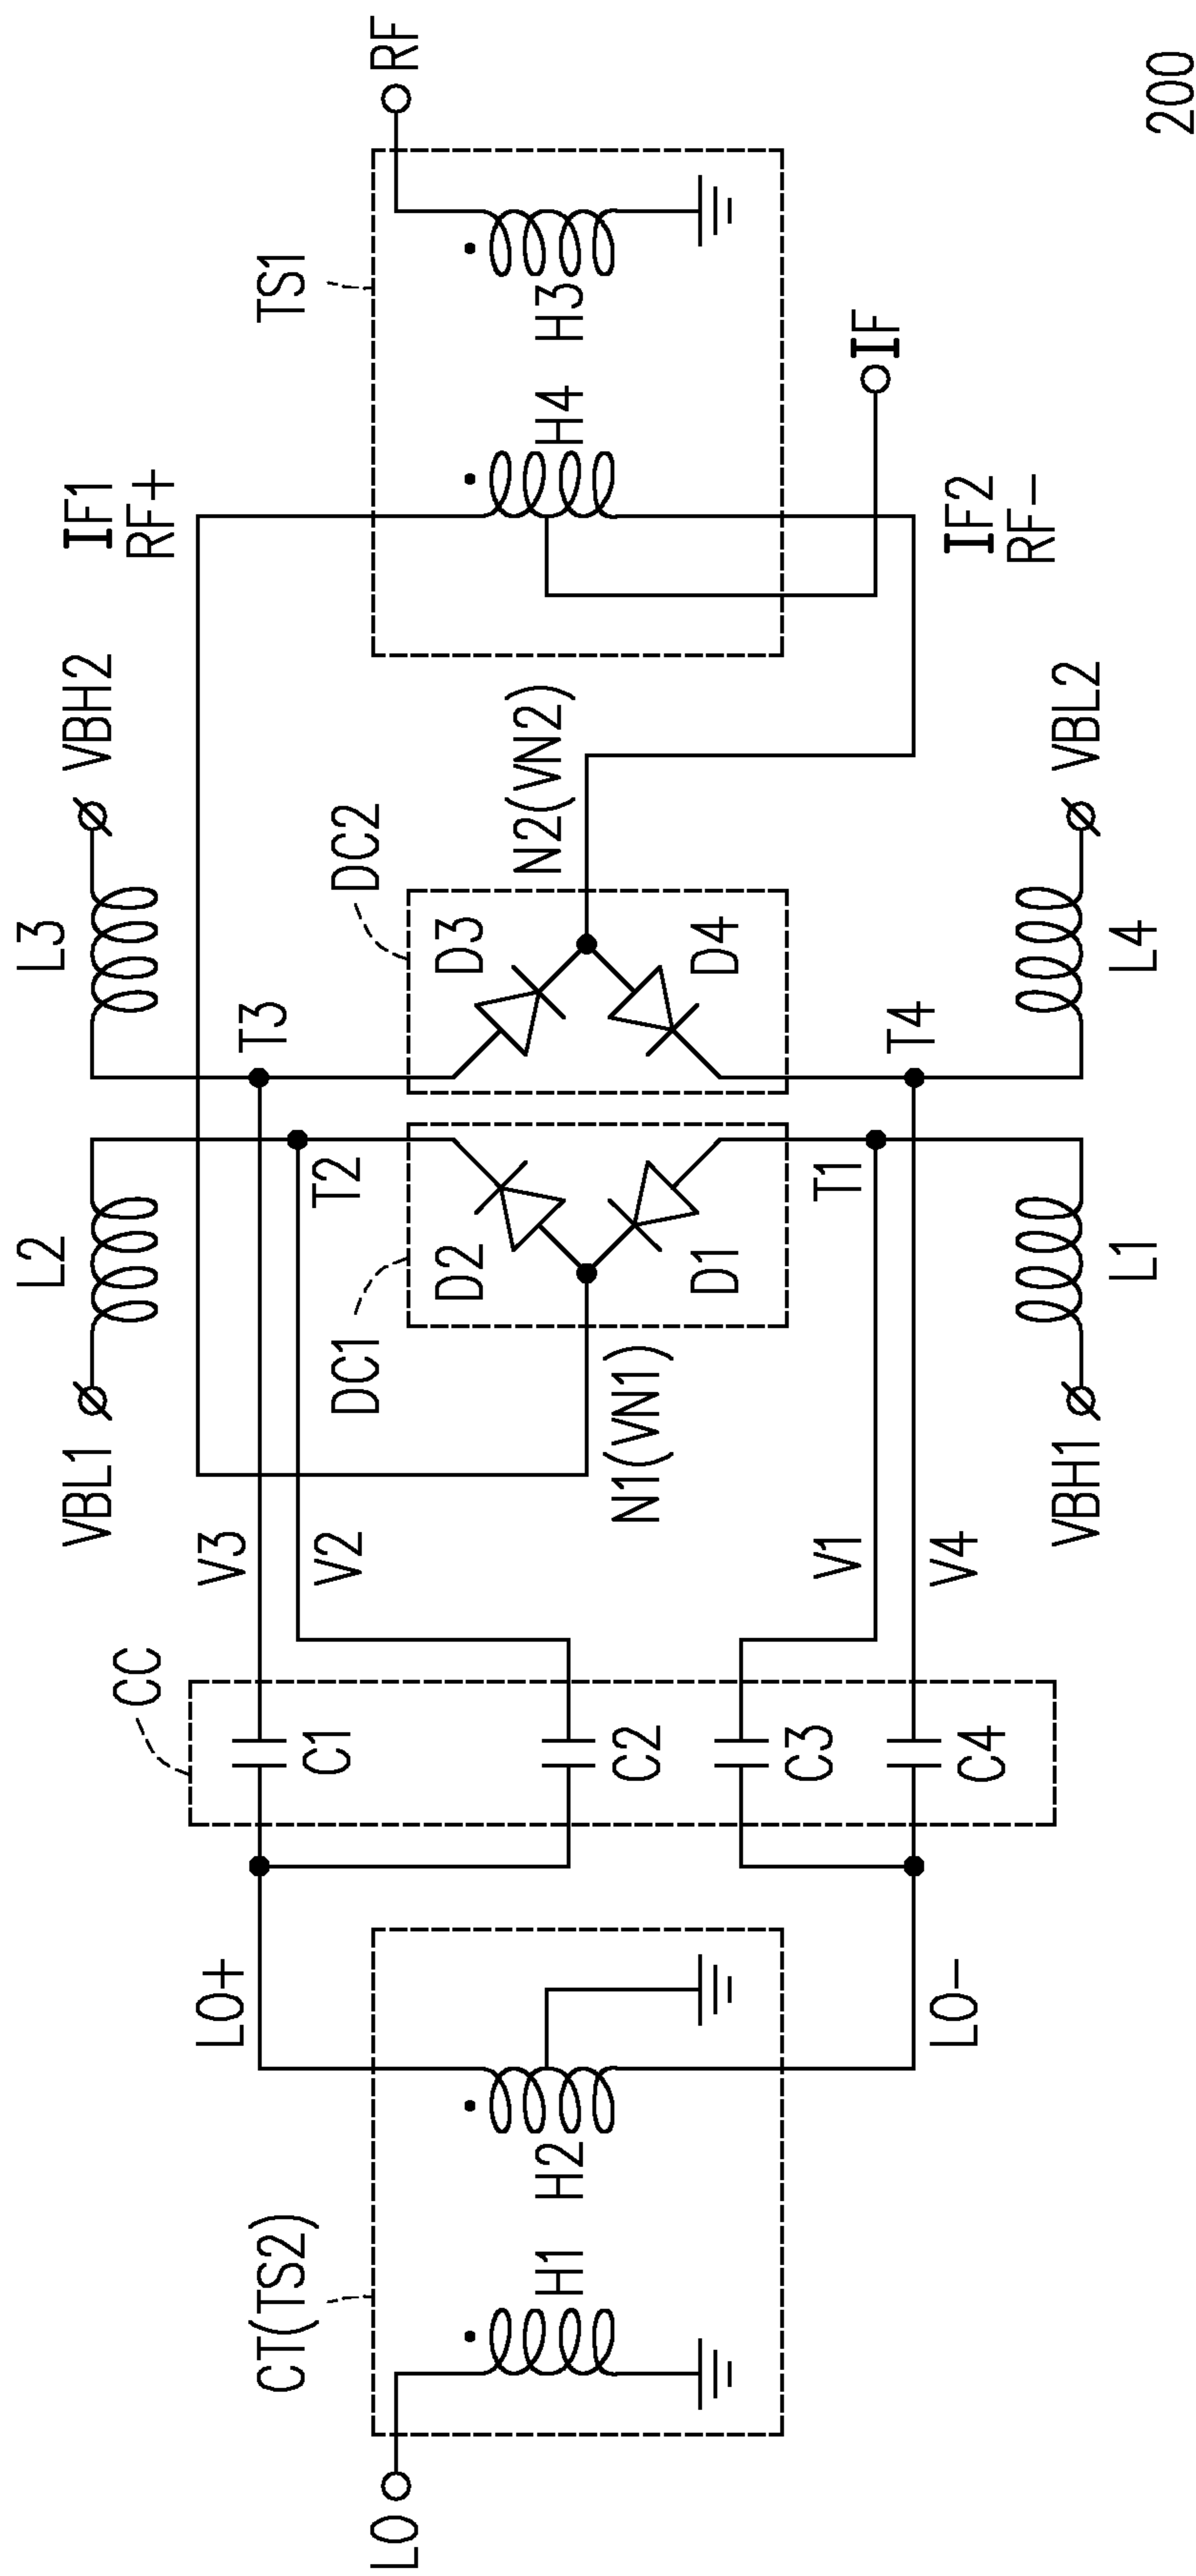 L2
L3
VBL1
VBH2
IF1
RF+
CC
V3
V2
T2
T3
LO+
CT(TS2)
TS1
RF
C1
DC1
DC2
D2
D3
N2(VN2)
LO
H1
H2
C2
N1(VN1)
H4
H3
D1
D4
C3
V1
T1
T4
IF
LO-
C4
V4
IF2
RF-
VBH1
VBL2
L1
L4
200